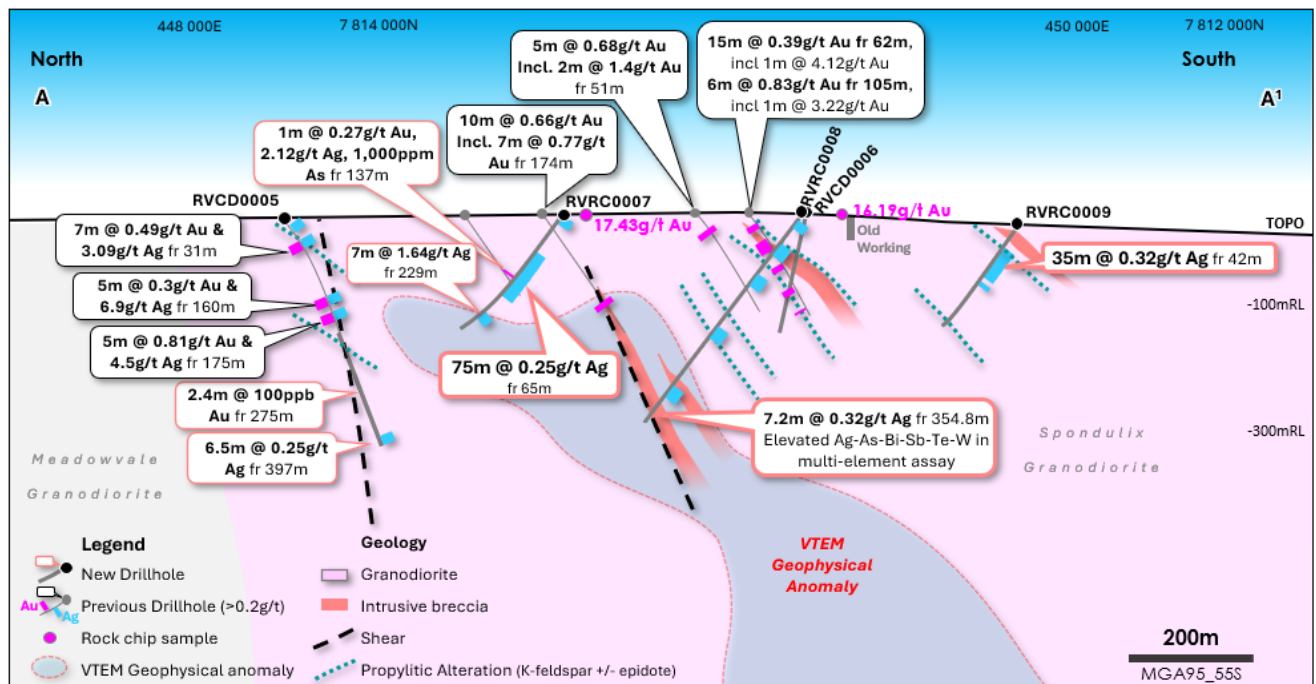 448 000E
7 814 000N
450 000E
7 812 000N
North
South
A
A¹
5m @ 0.68g/t Au
Incl. 2m @ 1.4g/t Au
fr 51m
15m @ 0.39g/t Au fr 62m,
incl 1m @ 4.12g/t Au
6m @ 0.83g/t Au fr 105m,
incl 1m @ 3.22g/t Au
10m @ 0.66g/t Au
Incl. 7m @ 0.77g/t
Au fr 174m
1m @ 0.27g/t Au,
2.12g/t Ag, 1,000ppm
As fr 137m
RVCD0005
RVRC0007
RVRC0008
RVCD0006
RVRC0009
17.43g/t Au
16.19g/t Au
Old
Working
TOPO
7m @ 0.49g/t Au &
3.09g/t Ag fr 31m
7m @ 1.64g/t Ag
fr 229m
35m @ 0.32g/t Ag fr 42m
5m @ 0.3g/t Au &
6.9g/t Ag fr 160m
-100mRL
5m @ 0.81g/t Au &
4.5g/t Ag fr 175m
75m @ 0.25g/t Ag
fr 65m
2.4m @ 100ppb
Au fr 275m
7.2m @ 0.32g/t Ag fr 354.8m
Elevated Ag-As-Bi-Sb-Te-W in
multi-element assay
6.5m @ 0.25g/t
Ag fr 397m
-300mRL
Meadowvale
Granodiorite
Spondulix
Granodiorite
VTEM
Geophysical
Anomaly
Legend
New Drillhole
Au
Ag
Previous Drillhole (>0.2g/t)
Rock chip sample
VTEM Geophysical anomaly
Geology
Granodiorite
Intrusive breccia
Shear
Propylitic Alteration (K-feldspar +/- epidote)
200m
MGA95_55S